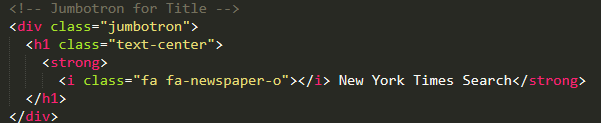 <!-- Jumbotron for Title -->
<div class="jumbotron">
  <h1 class="text-center">
    <strong>
      <i class="fa fa-newspaper-o"></i> New York Times Search</strong>
  </h1>
</div>